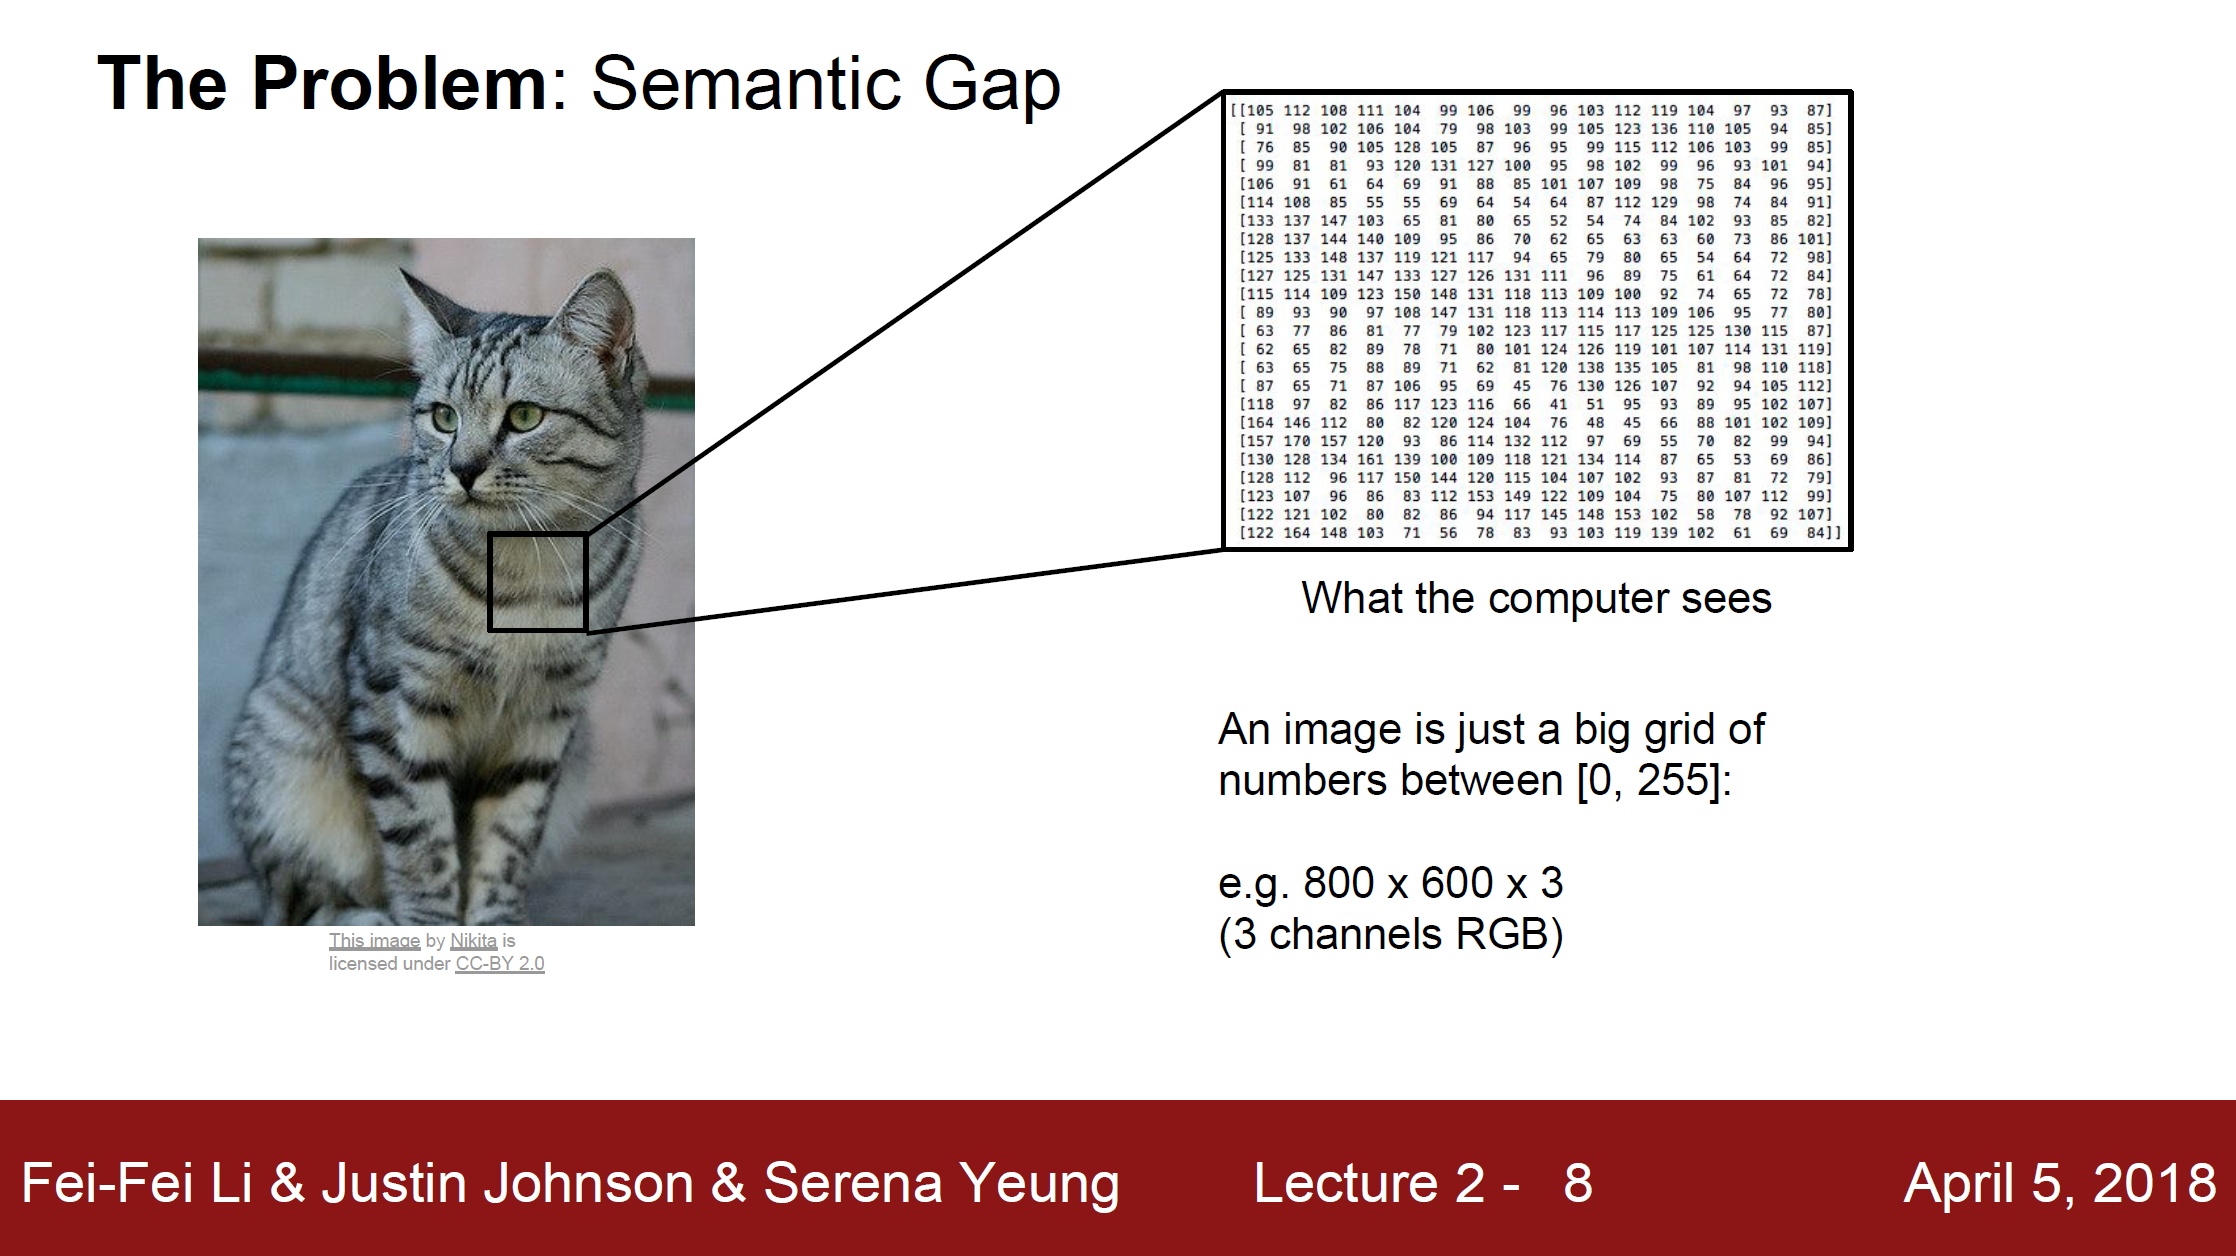 The Problem: Semantic Gap
[[105 112 108 111 104 99 106 99 96 103 112 119 104 97 93 87]
[ 91 98 102 106 104 79 98 103 99 105 123 136 110 105 94 85]
[ 76 85 90 105 128 105 87 96 95 99 115 112 106 103 99 85]
[ 99 81 81 93 120 131 127 100 95 98 102 99 96 93 101 94]
[106 91 61 64 69 91 88 85 101 107 109 98 75 84 96 95]
[114 108 85 55 55 69 64 54 64 87 112 129 98 74 84 91]
[133 137 147 103 65 81 80 65 52 54 74 84 102 93 85 82]
[128 137 144 140 109 95 86 70 62 65 63 63 60 73 86 101]
[125 133 148 137 119 121 117 94 65 79 80 65 54 64 72 98]
[127 125 131 147 133 127 126 131 111 96 89 75 61 64 72 84]
[115 114 109 123 150 148 131 118 113 109 100 92 74 65 72 78]
[ 89 93 90 97 108 147 131 118 113 114 113 109 106 95 77 80]
[ 63 77 86 81 77 79 102 123 117 115 117 125 125 130 115 87]
[ 62 65 82 89 78 71 80 101 124 126 119 101 107 114 131 119]
[ 63 65 75 88 89 71 62 81 120 138 135 105 81 98 110 118]
[ 87 65 71 87 106 95 69 45 76 130 126 107 92 94 105 112]
[118 97 82 86 117 123 116 66 41 51 95 93 89 95 102 107]
[164 146 112 80 82 120 124 104 76 48 45 66 88 101 102 109]
[157 170 157 120 93 86 114 132 112 97 69 55 70 82 99 94]
[130 128 134 161 139 100 109 118 121 134 114 87 65 53 69 86]
[128 112 96 117 150 144 120 115 104 107 102 93 87 81 72 79]
[123 107 96 86 83 112 153 149 122 109 104 75 80 107 112 99]
[122 121 102 80 82 86 94 117 145 148 153 102 58 78 92 107]
[122 164 148 103 71 56 78 83 93 103 119 139 102 61 69 84]]
What the computer sees
An image is just a big grid of
numbers between [0, 255]:
e.g. 800 x 600 x 3
(3 channels RGB)
This image by Nikita is
licensed under CC-BY 2.0
Fei-Fei Li & Justin Johnson & Serena Yeung Lecture 2 - 8 April 5, 2018